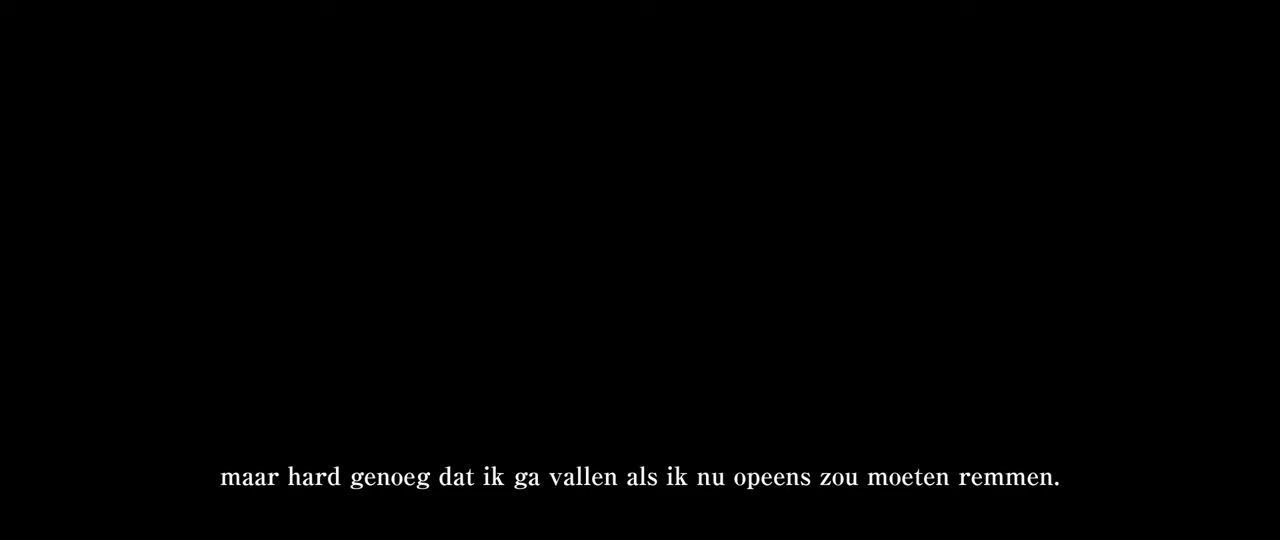 maar hard genoeg dat ik ga vallen als ik nu opeens zou moeten remmen.